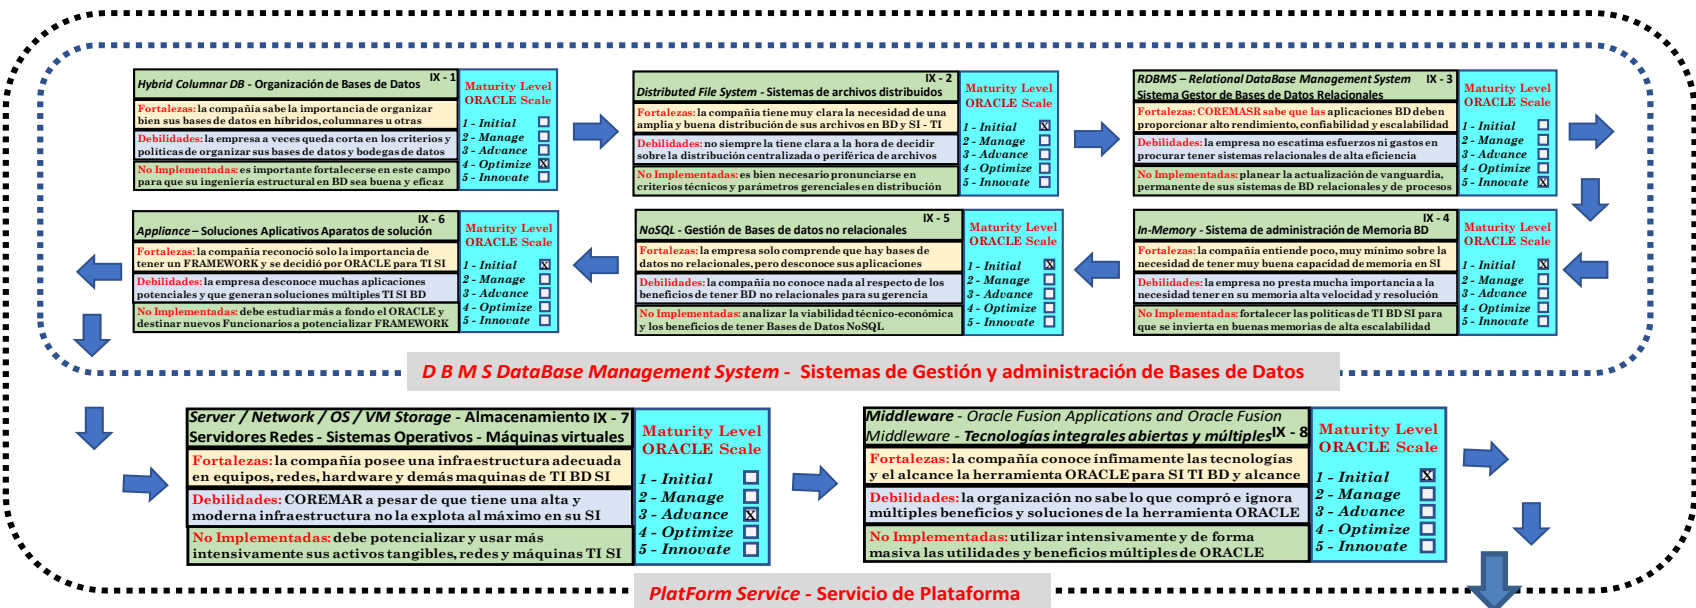 Hybrid Columnar DB - Organización de Bases de Datos
IX - 1
Fortalezas: la compañía sabe la importancia de organizar
bien sus bases de datos en híbridos, columnares u otras
Debilidades: la empresa a veces queda corta en los criterios y
políticas de organizar sus bases de datos y bodegas de datos
No Implementadas: es importante fortalecerse en este campo
para que su ingeniería estructural en BD sea buena y eficaz
Maturity Level
ORACLE Scale
1 - Initial
2 - Manage
3 - Advance
4 - Optimize X
5 - Innovate
IX - 2
Distributed File System - Sistemas de archivos distribuidos
Fortalezas: la compañía tiene muy clara la necesidad de una
amplia y buena distribución de sus archivos en BD y SI - TI
Debilidades: no siempre la tiene clara a la hora de decidir
sobre la distribución centralizada o periférica de archivos
No Implementadas: es bien necesario pronunciarse en
criterios técnicos y parámetros gerenciales en distribución
Maturity Level
ORACLE Scale
1 - Initial X
2 - Manage
3 - Advance
4 - Optimize
5 - Innovate
RDBMS – Relational DataBase Management System IX - 3
Sistema Gestor de Bases de Datos Relacionales
Fortalezas: COREMASR sabe que las aplicaciones BD deben
proporcionar alto rendimiento, confiabilidad y escalabilidad
Debilidades: la empresa no escatima esfuerzos ni gastos en
procurar tener sistemas relacionales de alta eficiencia
No Implementadas: planear la actualización de vanguardia,
permanente de sus sistemas de BD relacionales y de procesos
Maturity Level
ORACLE Scale
1 - Initial
2 - Manage
3 - Advance
4 - Optimize
5 - Innovate X
IX - 6
Appliance – Soluciones Aplicativos Aparatos de solución
Fortalezas: la compañía reconoció solo la importancia de
tener un FRAMEWORK y se decidió por ORACLE para TI SI
Debilidades: la empresa desconoce muchas aplicaciones
potenciales y que generan soluciones múltiples TI SI BD
No Implementadas: debe estudiar más a fondo el ORACLE y
destinar nuevos Funcionarios a potencializar FRAMEWORK
Maturity Level
ORACLE Scale
1 - Initial X
2 - Manage
3 - Advance
4 - Optimize
5 - Innovate
IX - 5
NoSQL - Gestión de Bases de datos no relacionales
Fortalezas: la empresa solo comprende que hay bases de
datos no relacionales, pero desconoce sus aplicaciones
Debilidades: la compañía no conoce nada al respecto de los
beneficios de tener BD no relacionales para su gerencia
No Implementadas: analizar la viabilidad técnico-económica
y los beneficios de tener Bases de Datos NoSQL
Maturity Level
ORACLE Scale
1 - Initial X
2 - Manage
3 - Advance
4 - Optimize
5 - Innovate
IX - 4
In-Memory - Sistema de administración de Memoria BD
Fortalezas: la compañía entiende poco, muy mínimo sobre la
necesidad de tener muy buena capacidad de memoria en SI
Debilidades: la empresa no presta mucha importancia a la
necesidad tener en su memoria alta velocidad y resolución
No Implementadas: fortalecer las políticas de TI BD SI para
que se invierta en buenas memorias de alta escalabilidad
Maturity Level
ORACLE Scale
1 - Initial X
2 - Manage
3 - Advance
4 - Optimize
5 - Innovate
D B M S DataBase Management System - Sistemas de Gestión y administración de Bases de Datos
Server / Network / OS / VM Storage - Almacenamiento IX - 7
Servidores Redes - Sistemas Operativos - Máquinas virtuales
Fortalezas: la compañía posee una infraestructura adecuada
en equipos, redes, hardware y demás maquinas de TI BD SI
Debilidades: COREMAR a pesar de que tiene una alta y
moderna infraestructura no la explota al máximo en su SI
No Implementadas: debe potencializar y usar más
intensivamente sus activos tangibles, redes y máquinas TI SI
Maturity Level
ORACLE Scale
1 - Initial
2 - Manage
3 - Advance X
4 - Optimize
5 - Innovate
Middleware - Oracle Fusion Applications and Oracle Fusion
Middleware - Tecnologías integrales abiertas y múltiples IX - 8
Fortalezas: la compañía conoce ínfimamente las tecnologías
y el alcance la herramienta ORACLE para SI TI BD y alcance
Debilidades: la organización no sabe lo que compró e ignora
múltiples beneficios y soluciones de la herramienta ORACLE
No Implementadas: utilizar intensivamente y de forma
masiva las utilidades y beneficios múltiples de ORACLE
Maturity Level
ORACLE Scale
1 - Initial X
2 - Manage
3 - Advance
4 - Optimize
5 - Innovate
PlatForm Service - Servicio de Plataforma